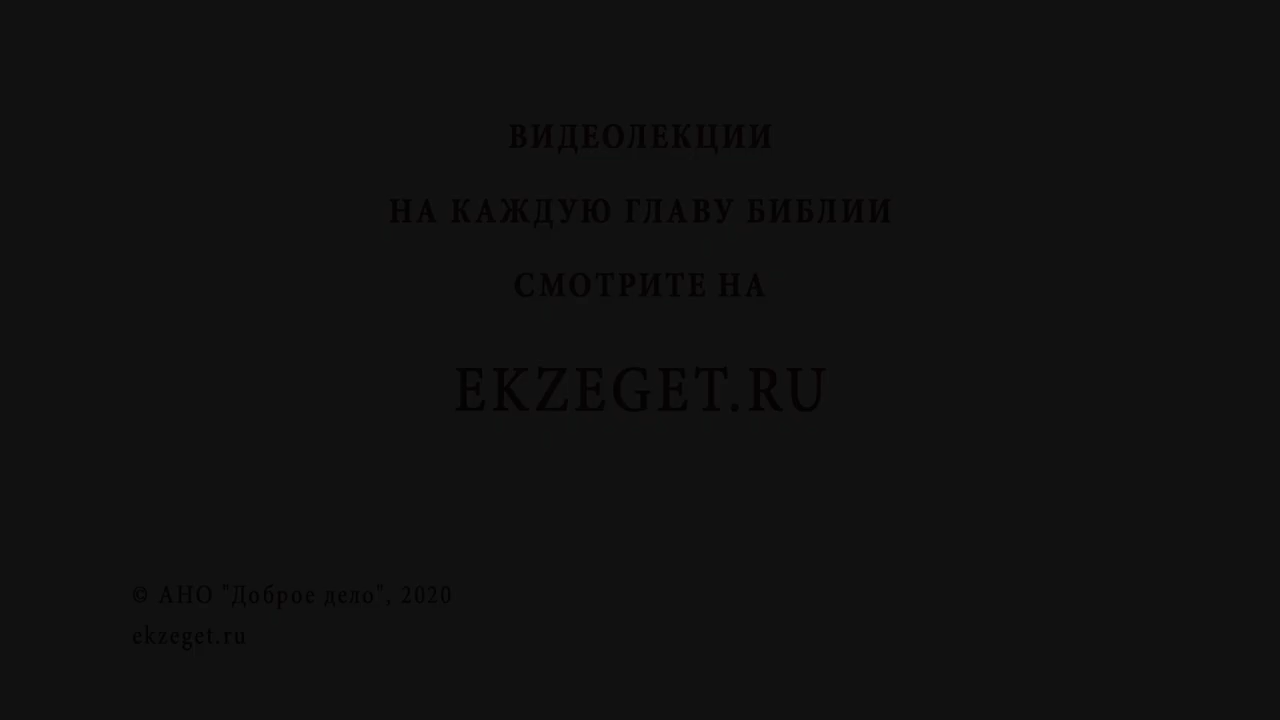 ВИДЕОЛЕКЦИИ
НА КАЖДУЮ ГЛАВУ БИБЛИИ
СМОТРИТЕ НА
EKZEGET.RU
© АНО "Доброе дело", 2020
ekzeget.ru